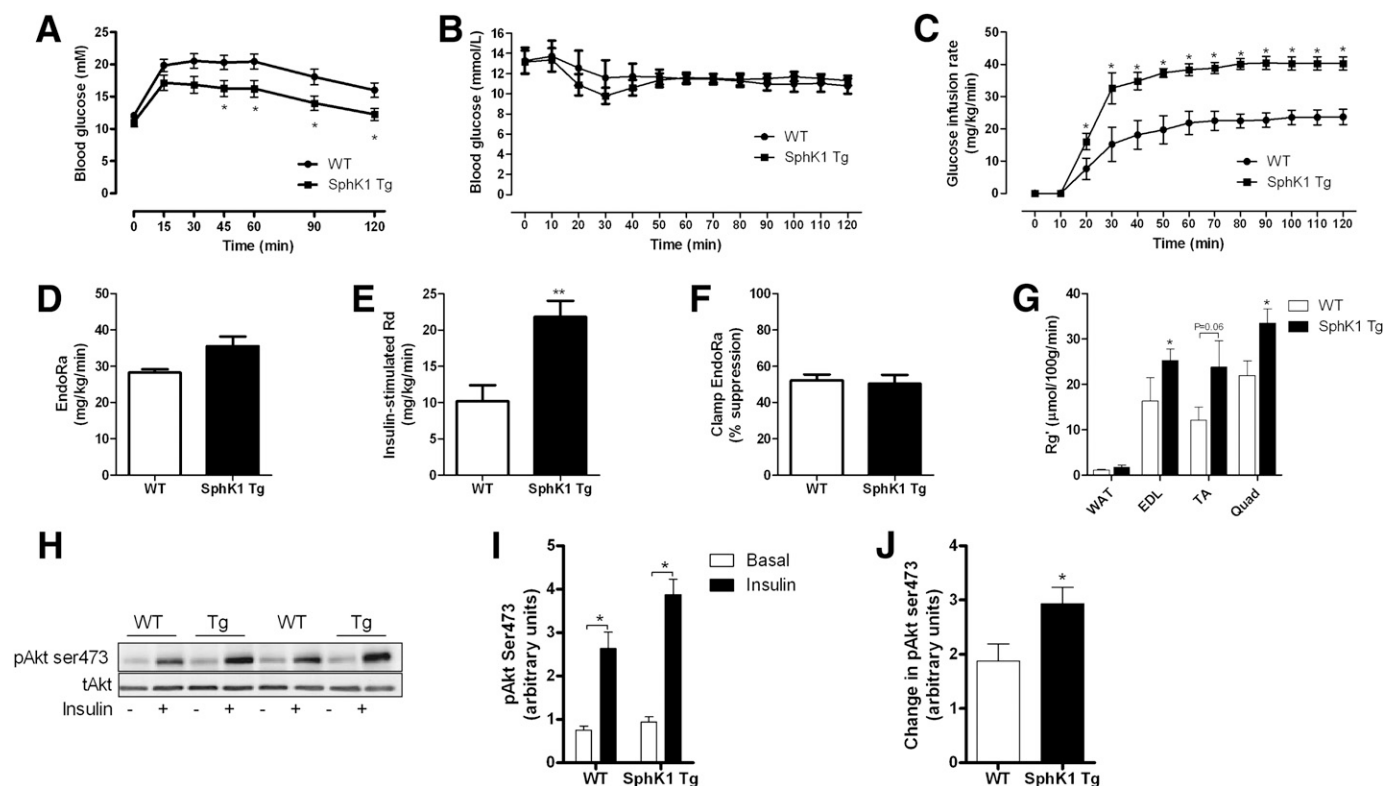 A
Blood glucose (mM)
25
20
15
10
5
0
* * * *
WT
SphK1 Tg
0 15 30 45 60 90 120
Time (min)
B
Blood glucose (mmol/L)
16
14
12
10
8
6
4
2
0
WT
SphK1 Tg
0 10 20 30 40 50 60 70 80 90 100 110 120
Time (min)
C
Glucose infusion rate
(mg/kg/min)
50
40
30
20
10
0
* * * * * * * * * * *
WT
SphK1 Tg
0 10 20 30 40 50 60 70 80 90 100 110 120
Time (min)
D
EndoRa
(mg/kg/min)
50
40
30
20
10
0
WT SphK1 Tg
E
Insulin-stimulated Rd
(mg/kg/min)
25
20
15
10
5
0
**
WT SphK1 Tg
F
Clamp EndoRa
(% suppression)
100
80
60
40
20
0
WT SphK1 Tg
G
Rg' (µmol/100g/min)
40
30
20
10
0
WT
SphK1 Tg
*
P=0.06
*
WAT EDL TA Quad
H
WT Tg WT Tg
pAkt ser473
tAkt
Insulin - + - + - + - +
I
pAkt Ser473
(arbitrary units)
5
4
3
2
1
0
* *
Basal
Insulin
WT SphK1 Tg
J
Change in pAkt ser473
(arbitrary units)
4
3
2
1
0
*
WT SphK1 Tg